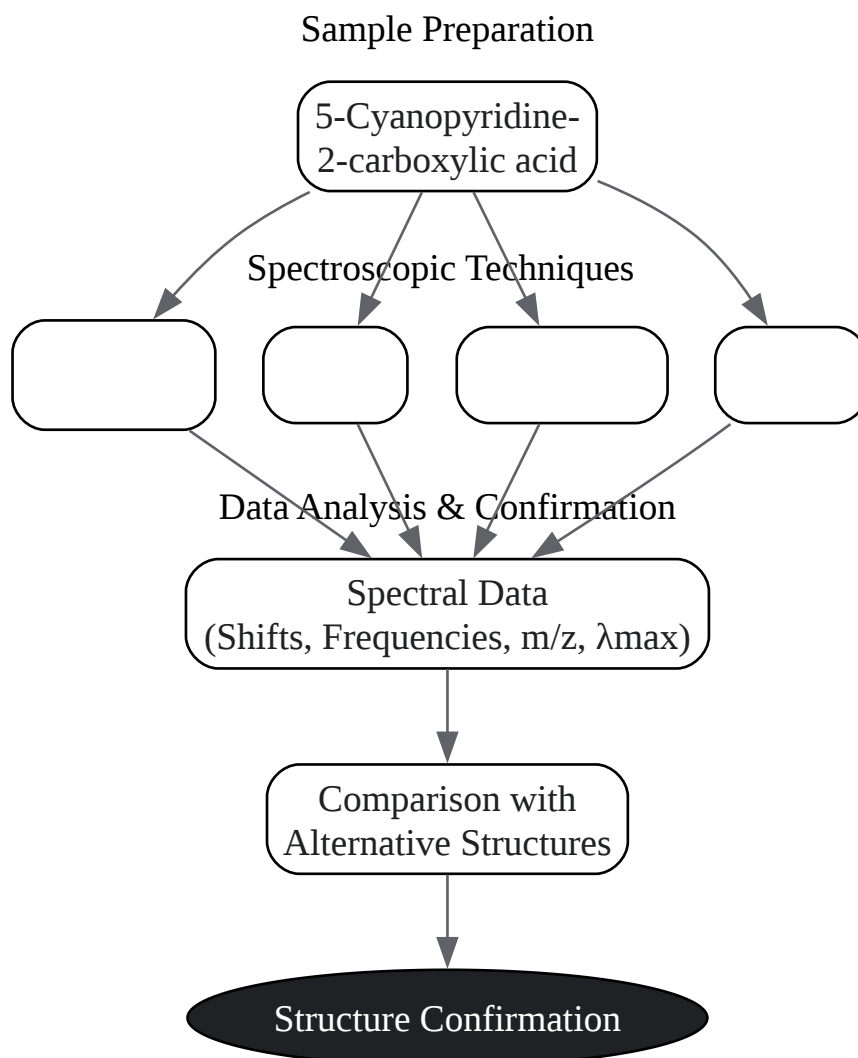 Sample Preparation
5-Cyanopyridine-
2-carboxylic acid
Spectroscopic Techniques
Data Analysis & Confirmation
Spectral Data
(Shifts, Frequencies, m/z, λmax)
Comparison with
Alternative Structures
Structure Confirmation